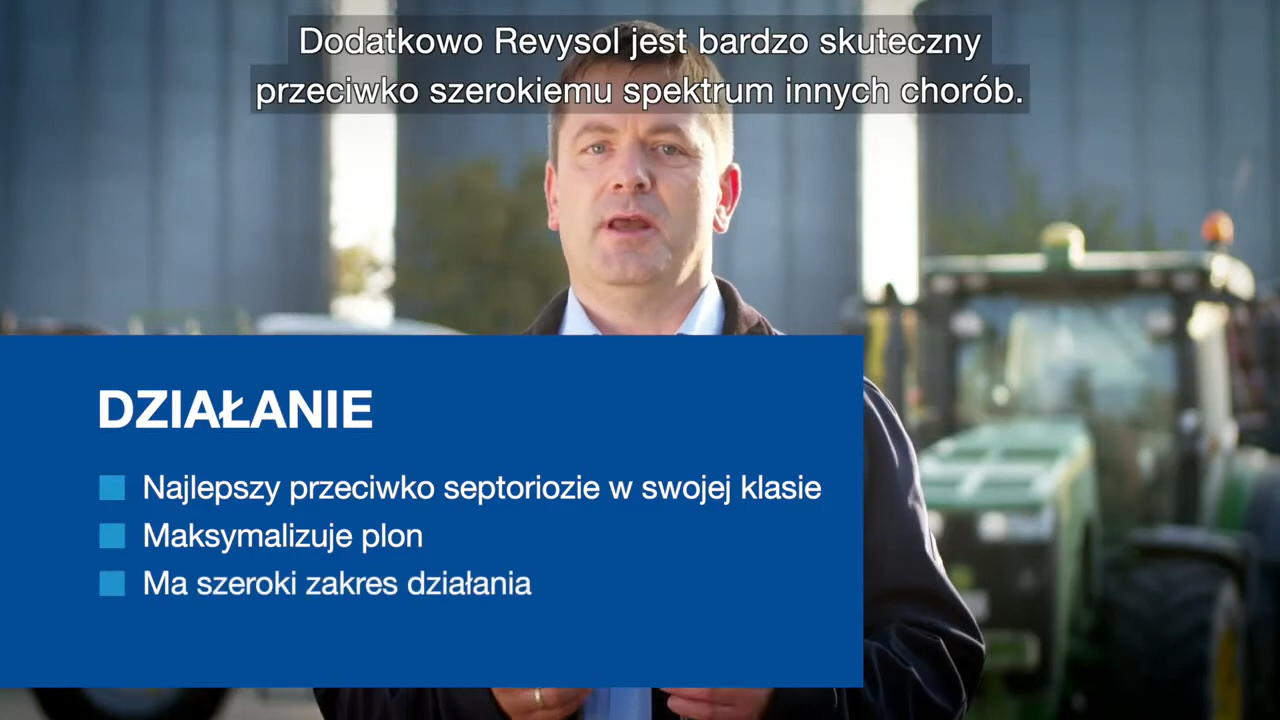 Dodatkowo Revysol jest bardzo skuteczny
przeciwko szerokiemu spektrum innych chorób.
DZIAŁANIE
Najlepszy przeciwko septoriozie w swojej klasie
Maksymalizuje plon
Ma szeroki zakres działania